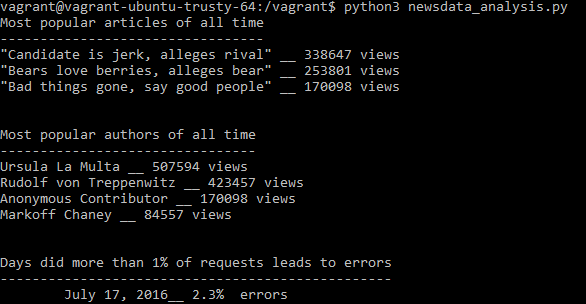 vagrant@vagrant-ubuntu-trusty-64:/vagrant$ python3 newsdata_analysis.py
Most popular articles of all time
---------------------------------
"Candidate is jerk, alleges rival" __ 338647 views
"Bears love berries, alleges bear" __ 253801 views
"Bad things gone, say good people" __ 170098 views
Most popular authors of all time
--------------------------------
Ursula La Multa __ 507594 views
Rudolf von Treppenwitz __ 423457 views
Anonymous Contributor __ 170098 views
Markoff Chaney __ 84557 views
Days did more than 1% of requests leads to errors
-------------------------------------------------
July 17, 2016__ 2.3%  errors